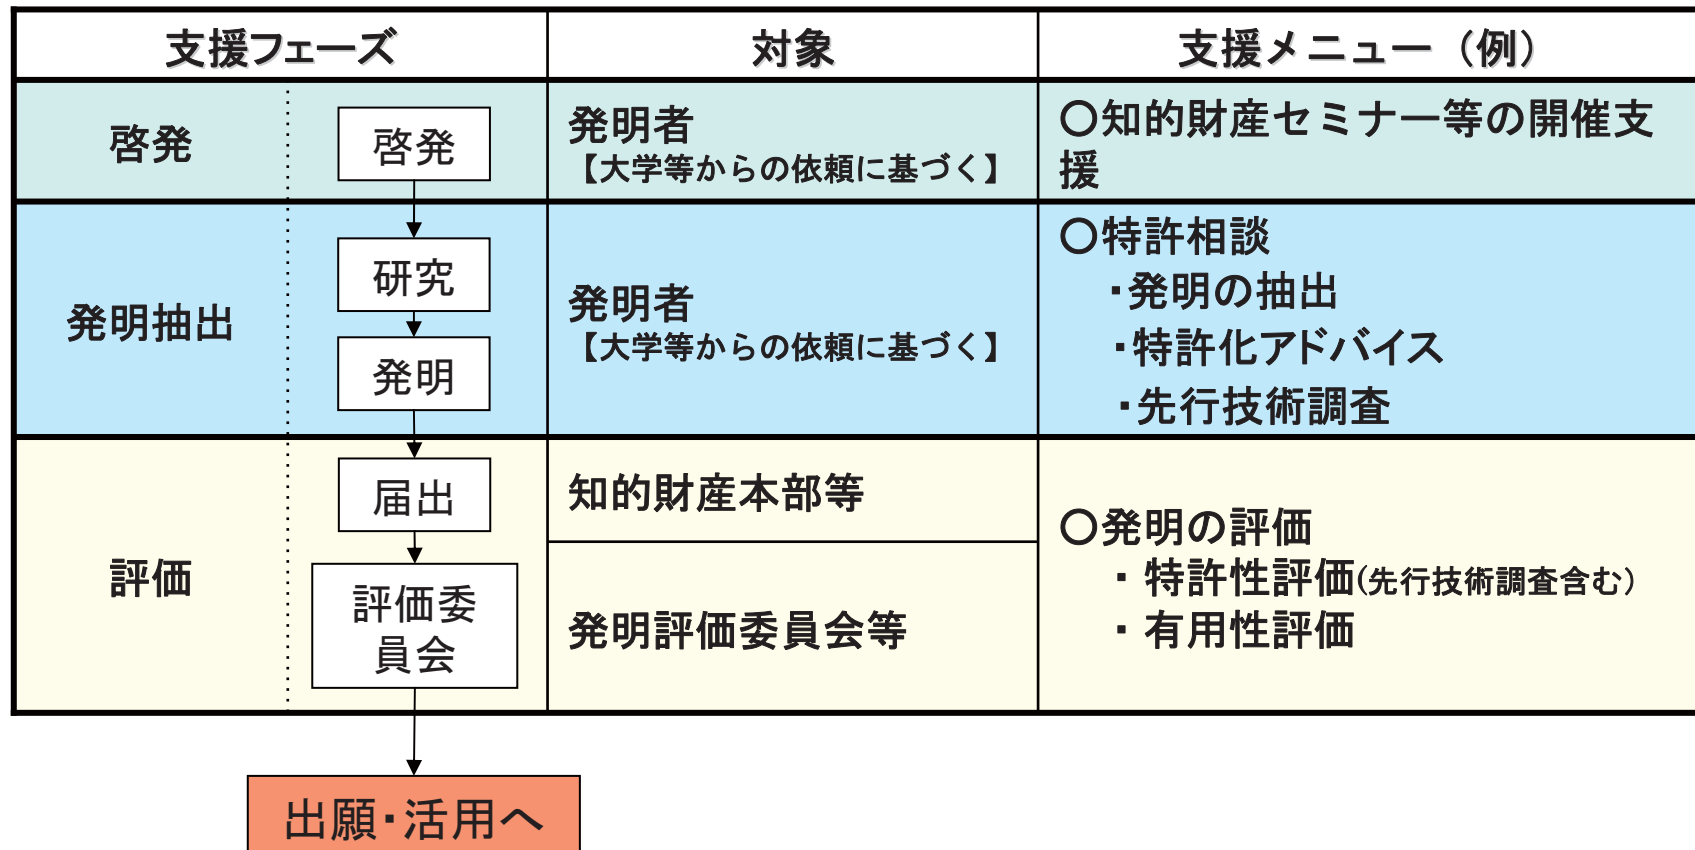 支援フェーズ
対象
支援メニュー（例）
啓発
啓発
発明者
【大学等からの依頼に基づく】
〇知的財産セミナー等の開催支
援
発明抽出
研究
発明
発明者
【大学等からの依頼に基づく】
〇特許相談
・発明の抽出
・特許化アドバイス
・先行技術調査
評価
届出
評価委
員会
知的財産本部等
発明評価委員会等
〇発明の評価
・ 特許性評価(先行技術調査含む）
・ 有用性評価
出願・活用へ